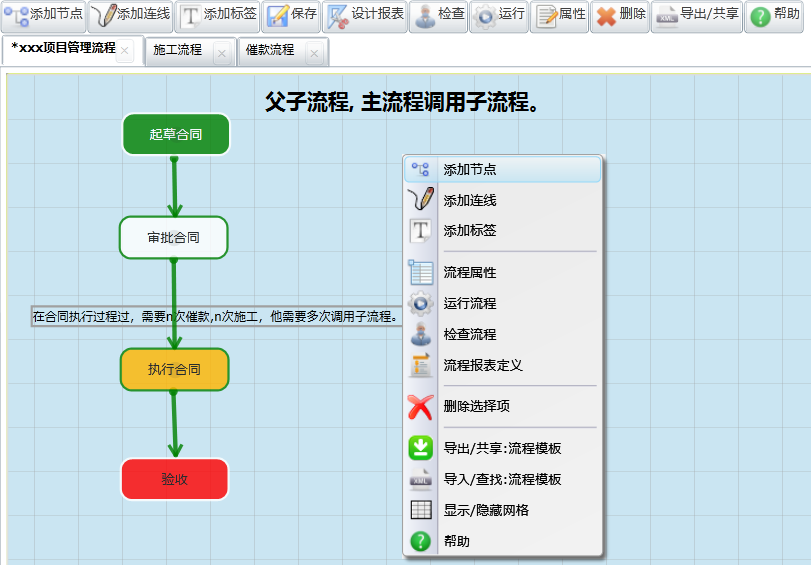 添加节点 添加连线 添加标签 保存 设计报表 检查 运行 属性 删除 导出/共享 帮助
*xxx项目管理流程 施工流程 催款流程
父子流程, 主流程调用子流程。
起草合同
审批合同
在合同执行过程过，需要n次催款,n次施工，他需要多次调用子流程。
执行合同
验收
添加节点
添加连线
添加标签
流程属性
运行流程
检查流程
流程报表定义
删除选择项
导出/共享:流程模板
导入/查找:流程模板
显示/隐藏网格
帮助